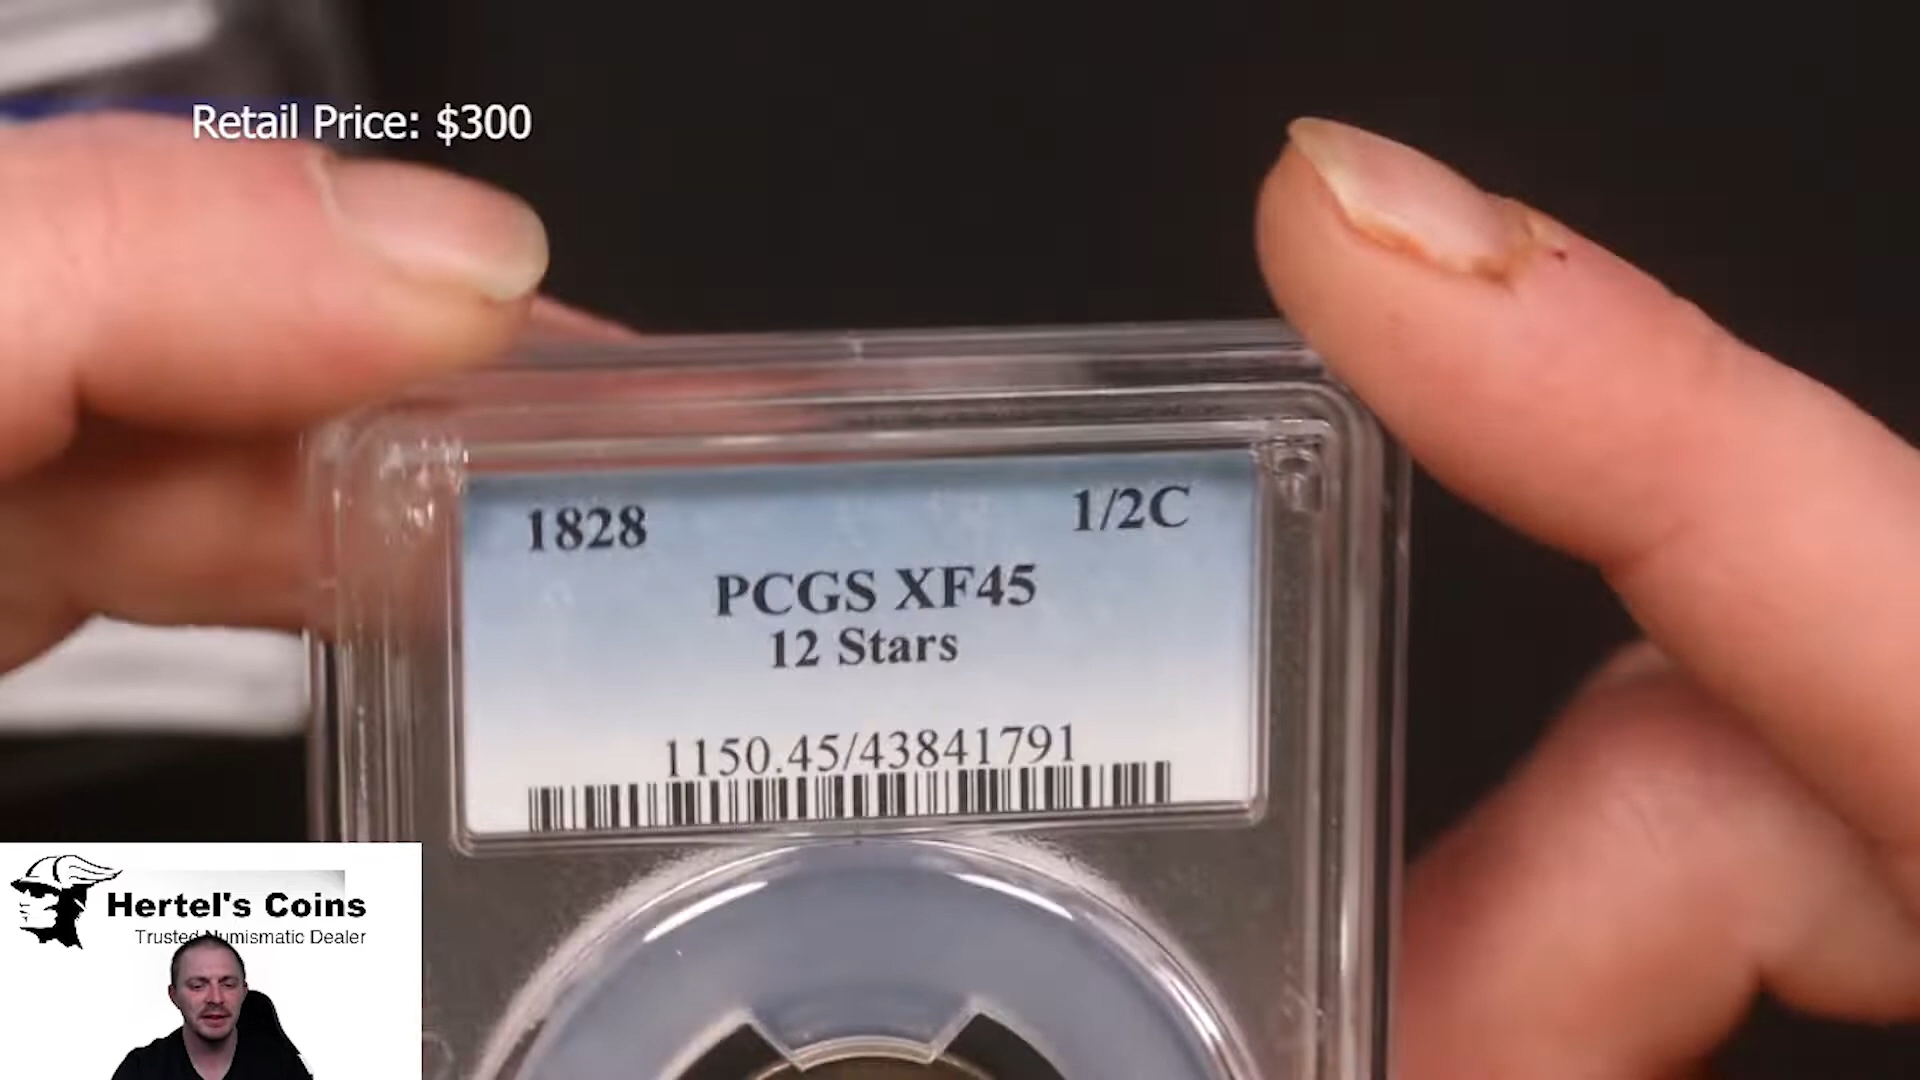 Retail Price: $300
1828 1/2C
PCGS XF45
12 Stars
1150.45/43841791
Hertel's Coins
Trusted Numismatic Dealer